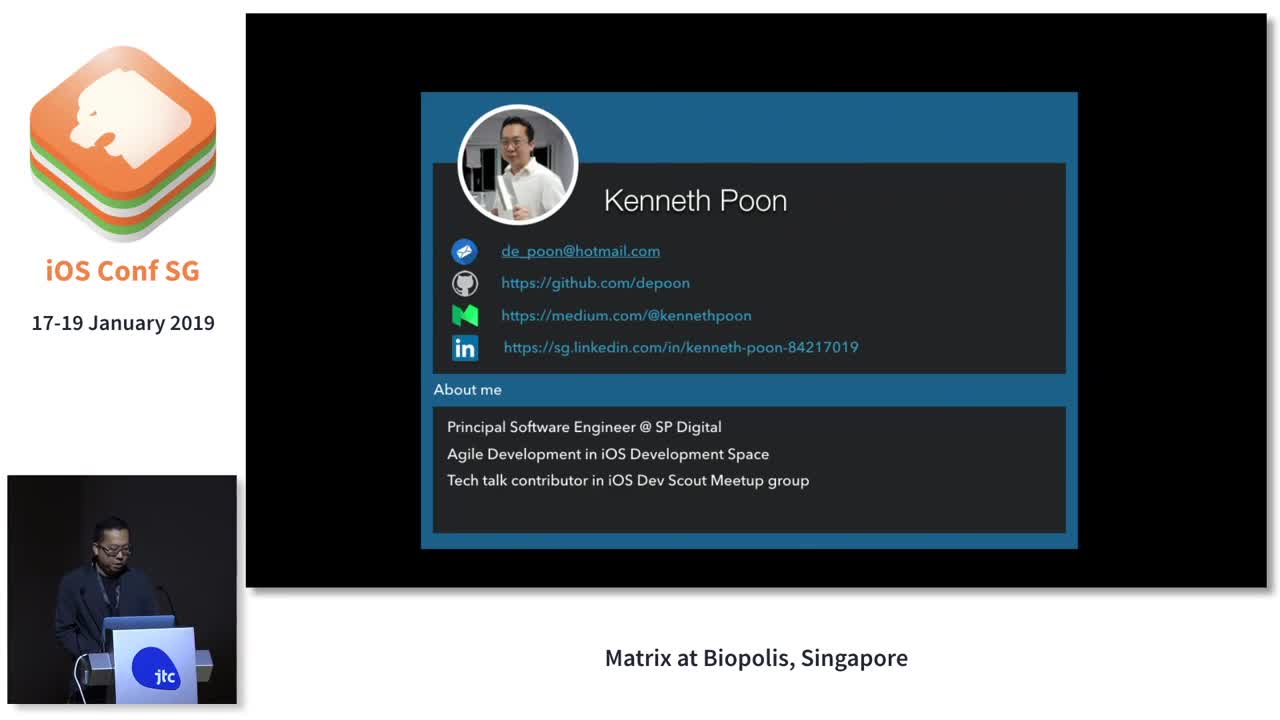 iOS Conf SG
17-19 January 2019
Kenneth Poon
de_poon@hotmail.com
https://github.com/depoon
https://medium.com/@kennethpoon
in
https://sg.linkedin.com/in/kenneth-poon-84217019
About me
Principal Software Engineer @ SP Digital
Agile Development in iOS Development Space
Tech talk contributor in iOS Dev Scout Meetup group
jtc
Matrix at Biopolis, Singapore